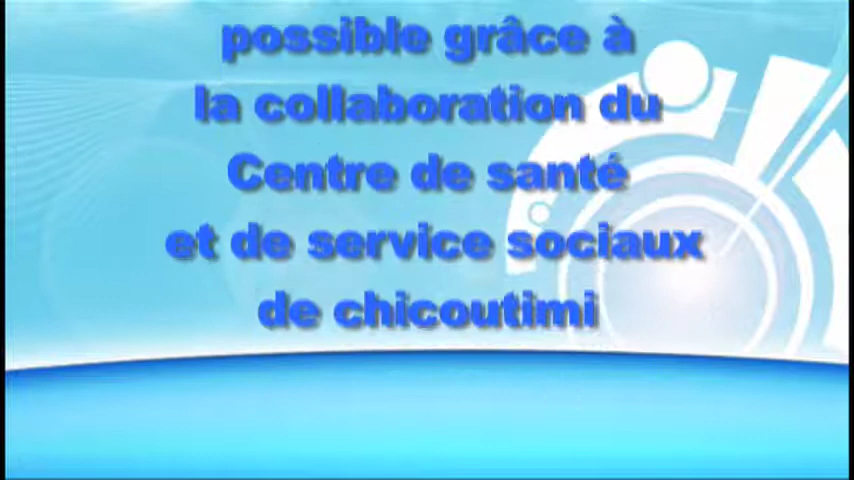 possible grâce à
la collaboration du
Centre de santé
et de service sociaux
de chicoutimi